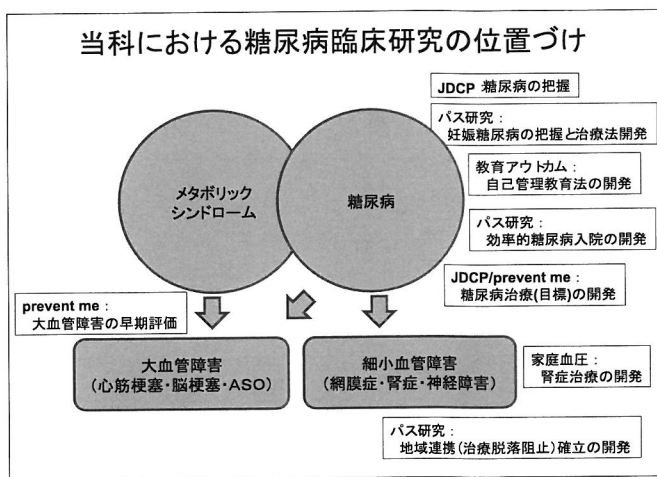 当科における糖尿病臨床研究の位置づけ
JDCP 糖尿病の把握
パス研究：
妊娠糖尿病の把握と治療法開発
教育アウトカム：
自己管理教育法の開発
メタボリック
シンドローム
糖尿病
パス研究：
効率的糖尿病入院の開発
JDCP/prevent me：
糖尿病治療(目標)の開発
prevent me：
大血管障害の早期評価
大血管障害
（心筋梗塞・脳梗塞・ASO）
細小血管障害
（網膜症・腎症・神経障害）
家庭血圧：
腎症治療の開発
パス研究：
地域連携（治療脱落阻止）確立の開発